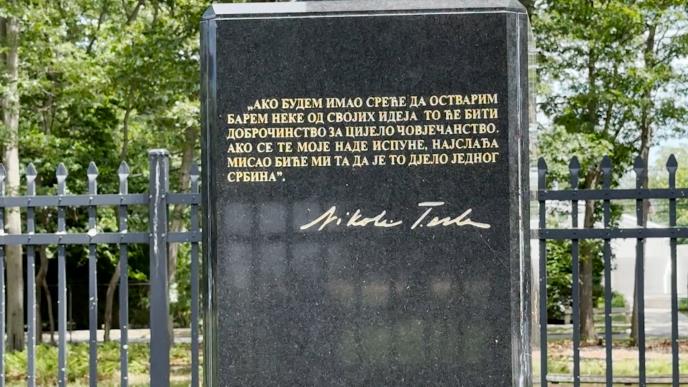 „АКО БУДЕМ ИМАО СРЕЋЕ ДА ОСТВАРИМ
БАРЕМ НЕКЕ ОД СВОЈИХ ИДЕЈА ТО ЋЕ БИТИ
ДОБРОЧИНСТВО ЗА ЦИЈЕЛО ЧОВЈЕЧАНСТВО.
АКО СЕ ТЕ МОЈЕ НАДЕ ИСПУНЕ, НАЈСЛАЂА
МИСАО БИЋЕ МИ ТА ДА ЈЕ ТО ДЈЕЛО ЈЕДНОГ
СРБИНА”.
Nikola Tesla